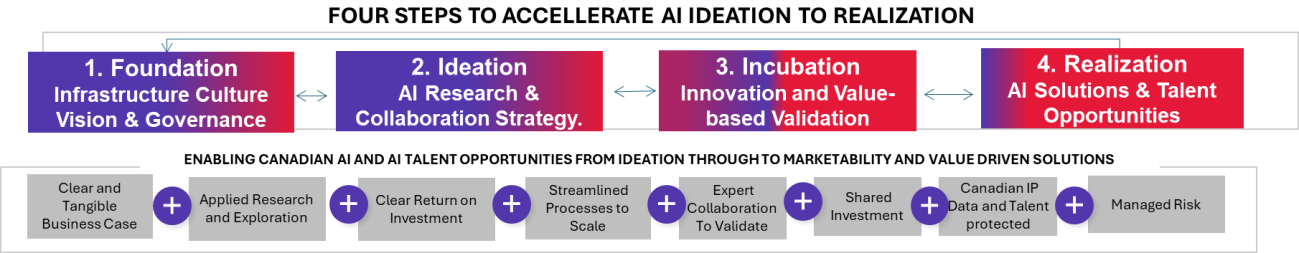 FOUR STEPS TO ACCELLERATE AI IDEATION TO REALIZATION
1. Foundation
Infrastructure Culture
Vision & Governance
2. Ideation
AI Research &
Collaboration Strategy.
3. Incubation
Innovation and Value-
based Validation
4. Realization
AI Solutions & Talent
Opportunities
ENABLING CANADIAN AI AND AI TALENT OPPORTUNITIES FROM IDEATION THROUGH TO MARKETABILITY AND VALUE DRIVEN SOLUTIONS
Clear and
Tangible
Business Case
+
Applied Research
and Exploration
+
Clear Return on
Investment
+
Streamlined
Processes to
Scale
+
Expert
Collaboration
To Validate
+
Shared
Investment
+
Canadian IP
Data and Talent
protected
+
Managed Risk